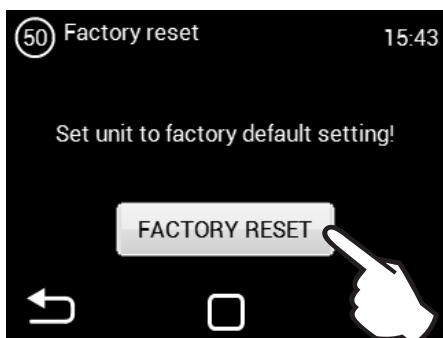 50 Factory reset 15:43
Set unit to factory default setting!
FACTORY RESET